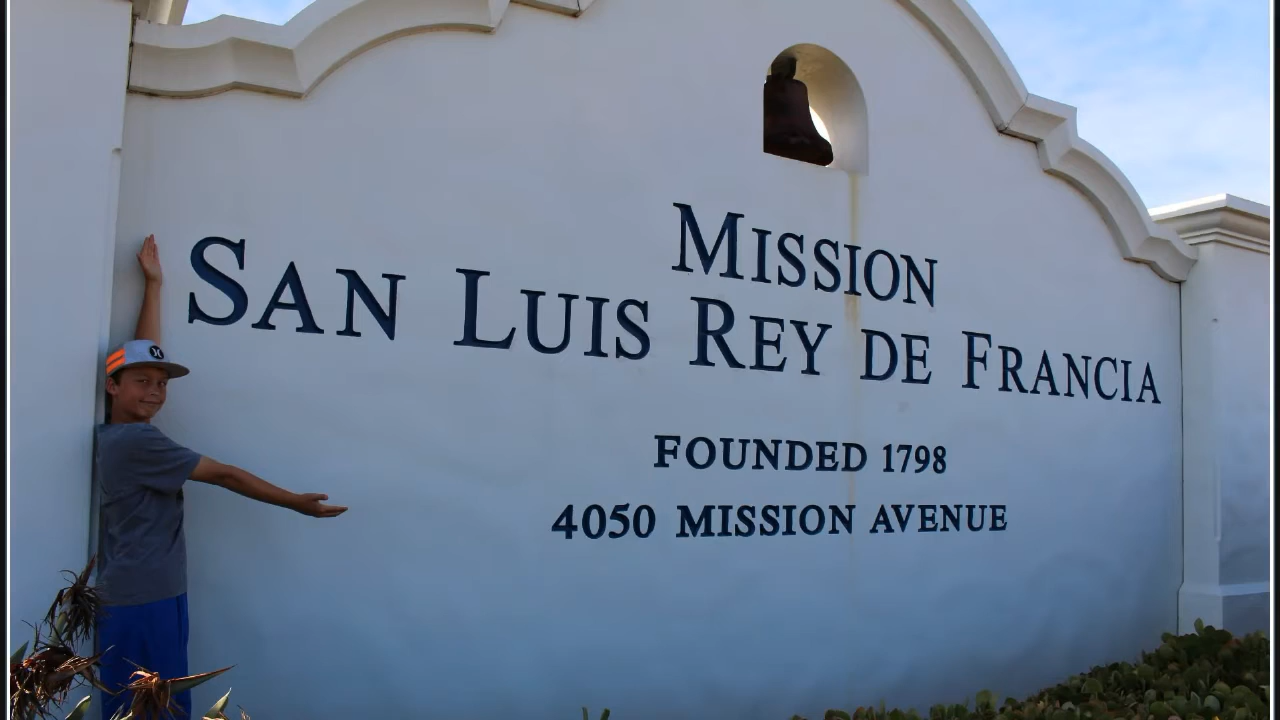 MISSION
SAN LUIS REY DE FRANCIA
FOUNDED 1798
4050 MISSION AVENUE